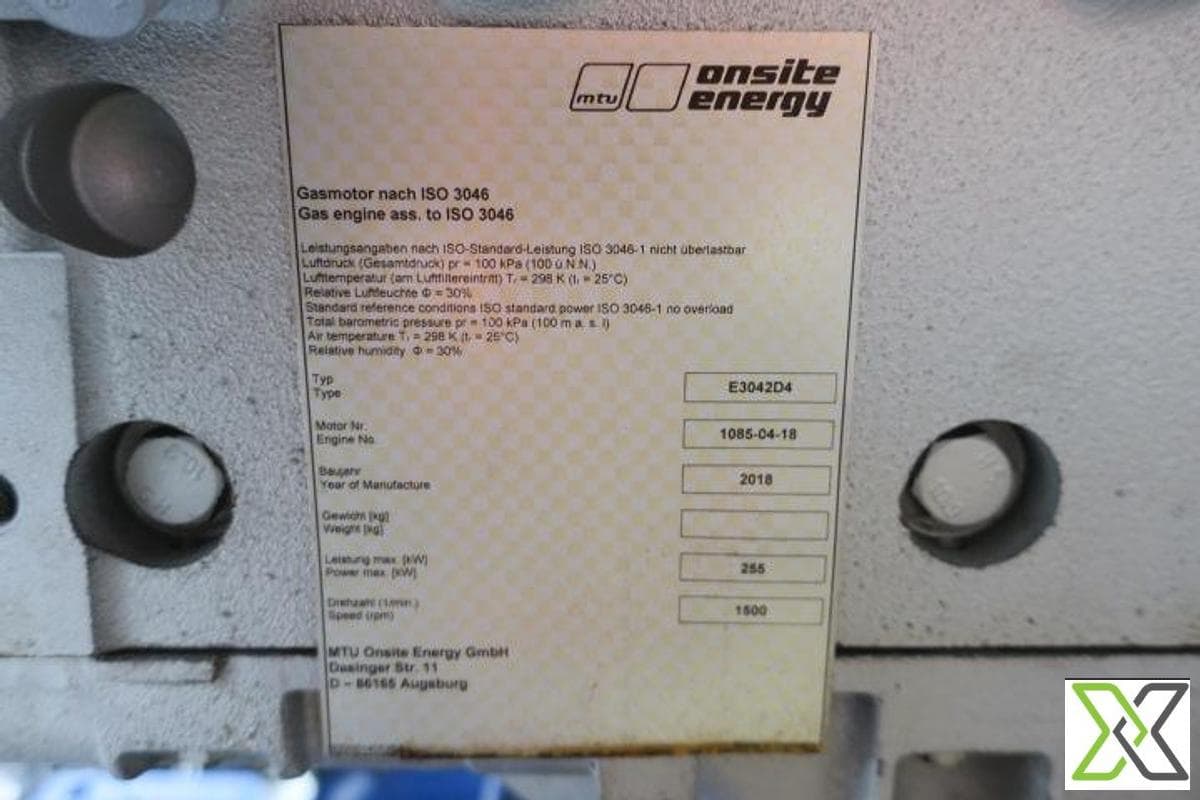 mtu onsite
energy
Gasmotor nach ISO 3046
Gas engine ass. to ISO 3046
Leistungsangaben nach ISO-Standard-Leistung ISO 3046-1 nicht überlastbar
Luftdruck (Gesamtdruck) pr = 100 kPa (100 ü.N.N.)
Lufttemperatur (am Luftfiltereintritt) Tᵣ = 298 K (tᵣ = 25°C)
Relative Luftfeuchte Φ = 30%
Standard reference conditions ISO standard power ISO 3046-1 no overload
Total barometric pressure pr = 100 kPa (100 m a. s. l)
Air temperature Tᵣ = 298 K (tᵣ = 25°C)
Relative humidity Φ = 30%
Typ
Type
E3042D4
Motor Nr.
Engine No.
1085-04-18
Baujahr
Year of Manufacture
2018
Gewicht [kg]
Weight [kg]
Leistung max. [kW]
Power max. [kW]
255
Drehzahl (1/min.)
Speed (rpm)
1500
MTU Onsite Energy GmbH
Dasinger Str. 11
D – 86165 Augsburg